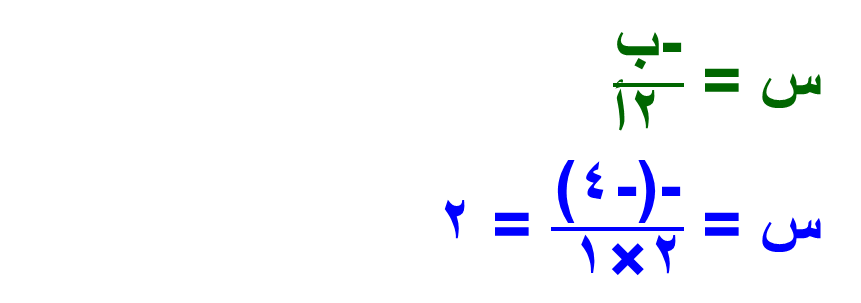 س = -ب / ٢أ
س = -(-٤) / ٢×١ = ٢